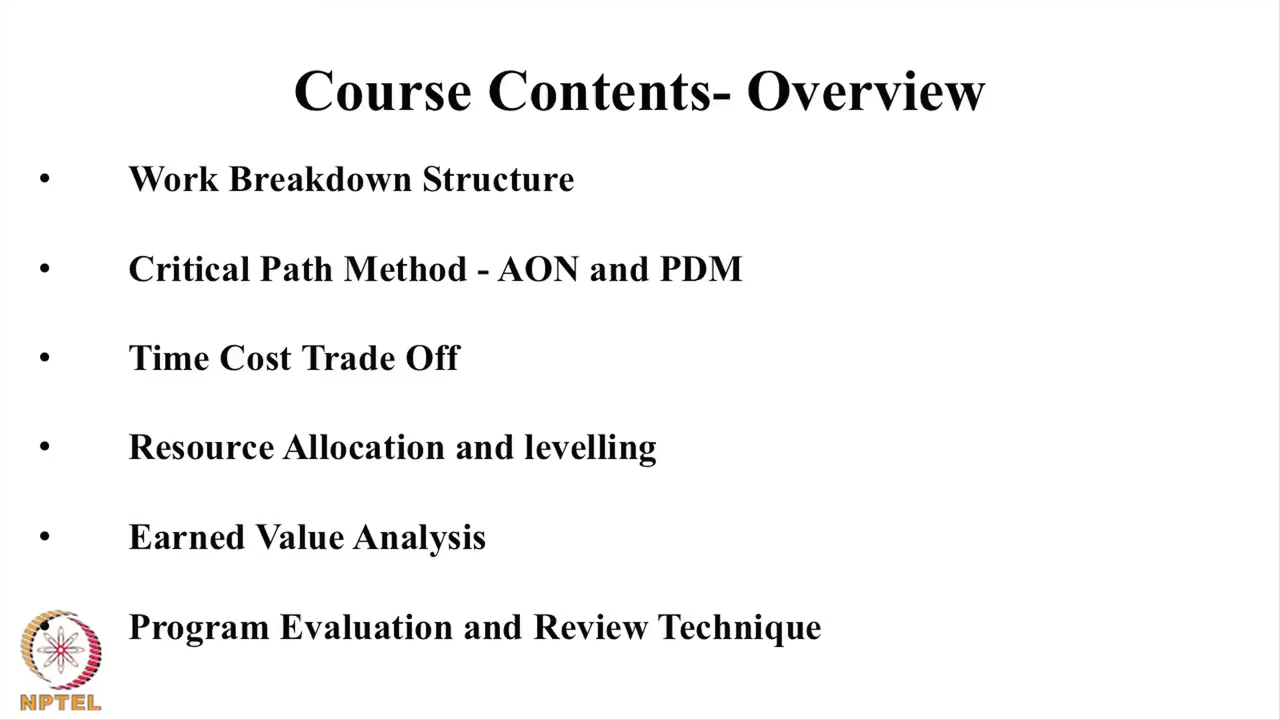 Course Contents- Overview
• Work Breakdown Structure
• Critical Path Method - AON and PDM
• Time Cost Trade Off
• Resource Allocation and levelling
• Earned Value Analysis
• Program Evaluation and Review Technique
NPTEL